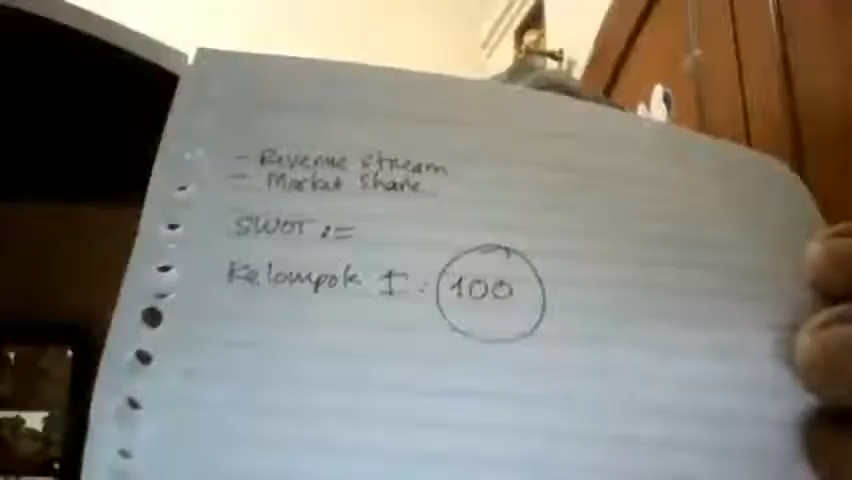 - Revenue stream
- Market Share
SWOT :=
Kelompok I : 100